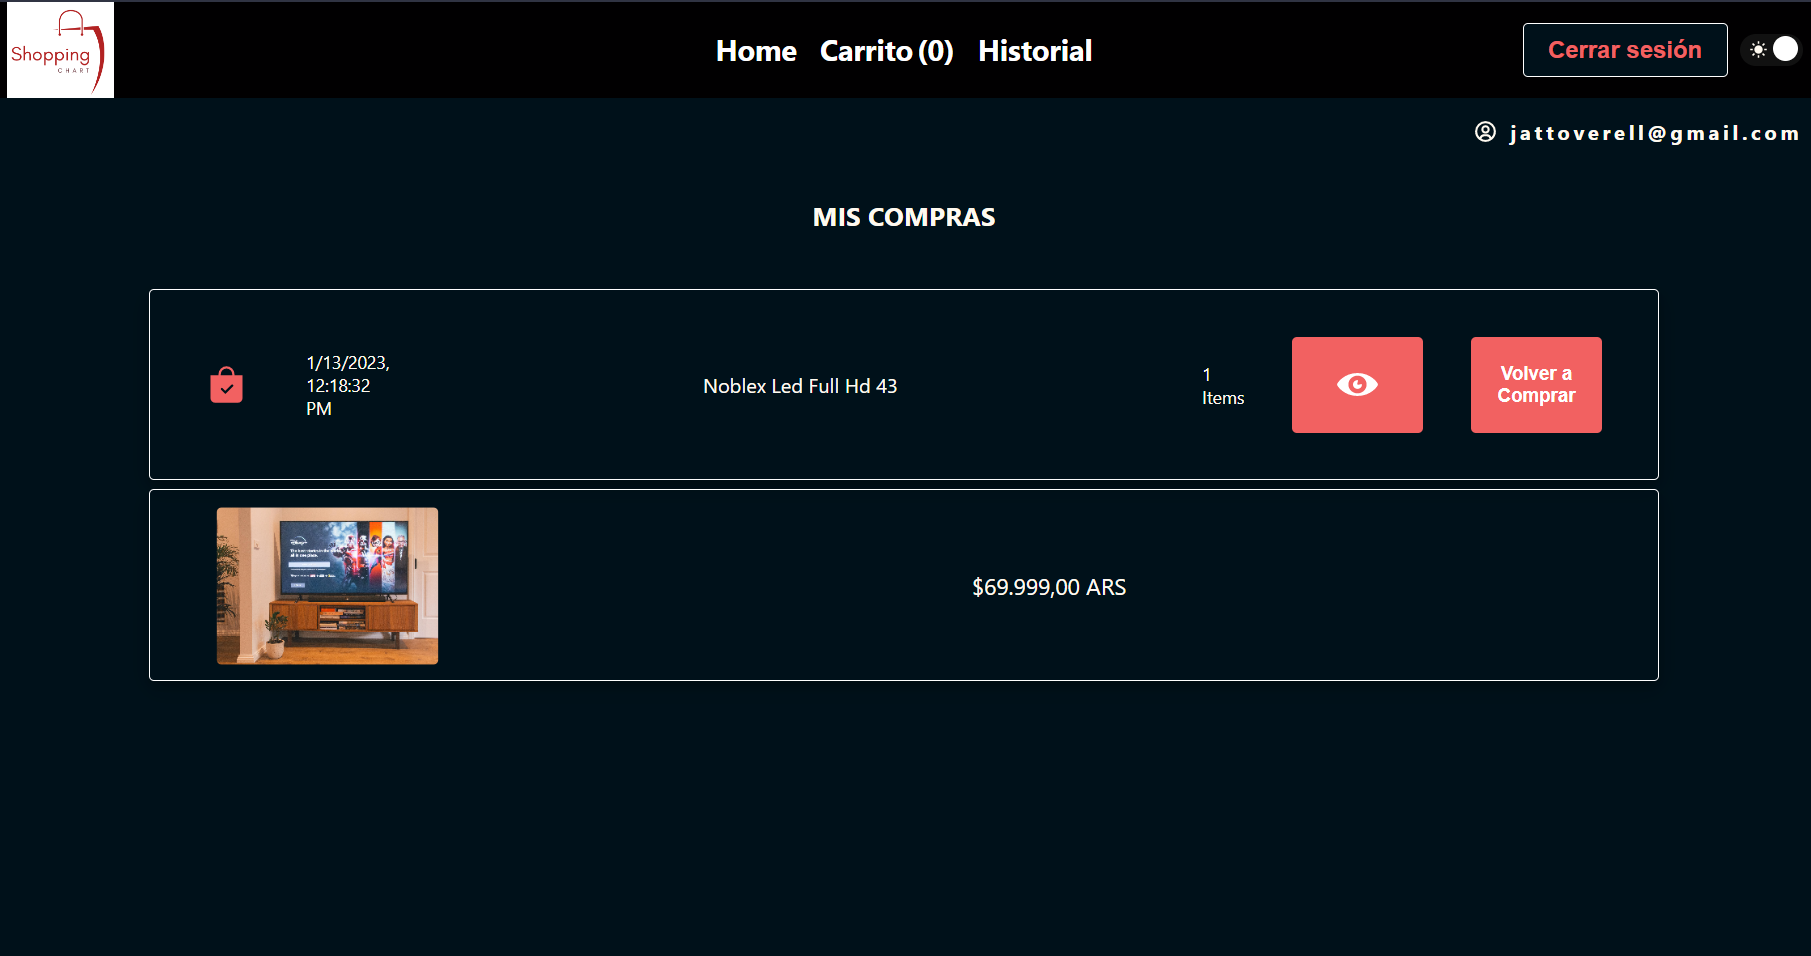 Shopping
CHART
Home Carrito (0) Historial
Cerrar sesión
jattoverell@gmail.com
MIS COMPRAS
1/13/2023,
12:18:32
PM
Noblex Led Full Hd 43
1
Items
Volver a
Comprar
Disney+
$69.999,00 ARS